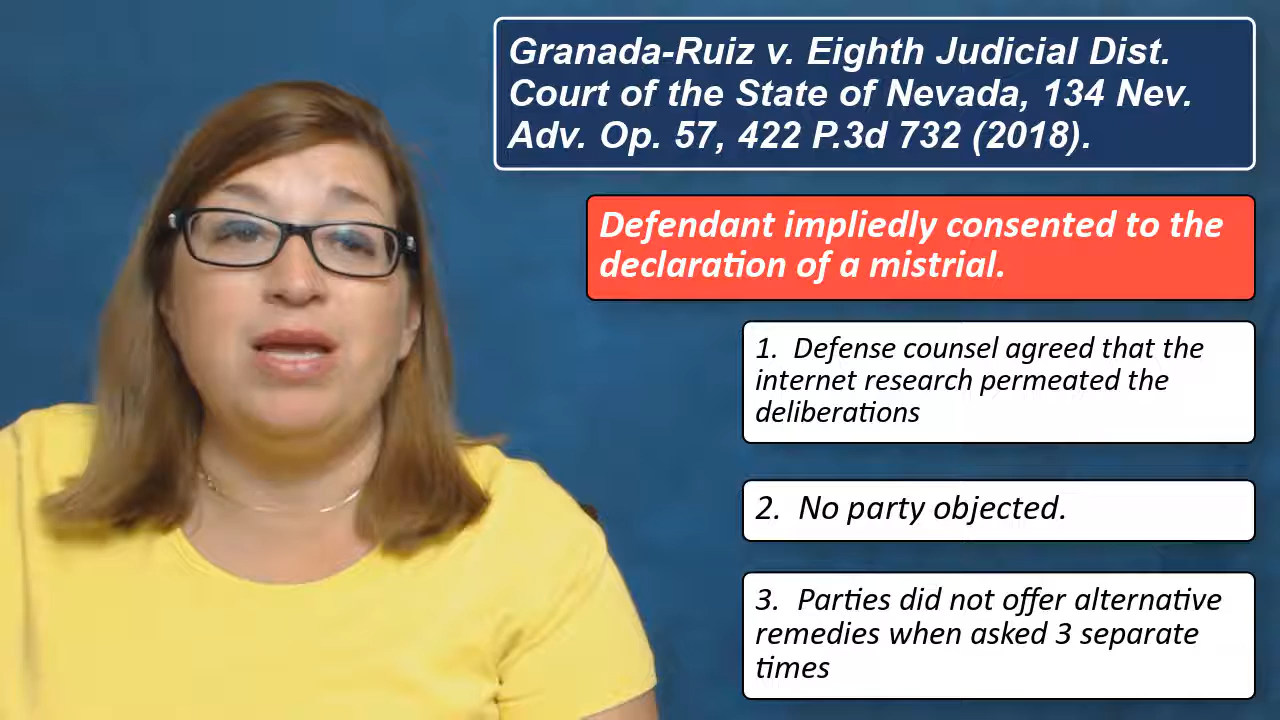 Granada-Ruiz v. Eighth Judicial Dist.
Court of the State of Nevada, 134 Nev.
Adv. Op. 57, 422 P.3d 732 (2018).
Defendant impliedly consented to the
declaration of a mistrial.
1. Defense counsel agreed that the
internet research permeated the
deliberations
2. No party objected.
3. Parties did not offer alternative
remedies when asked 3 separate
times